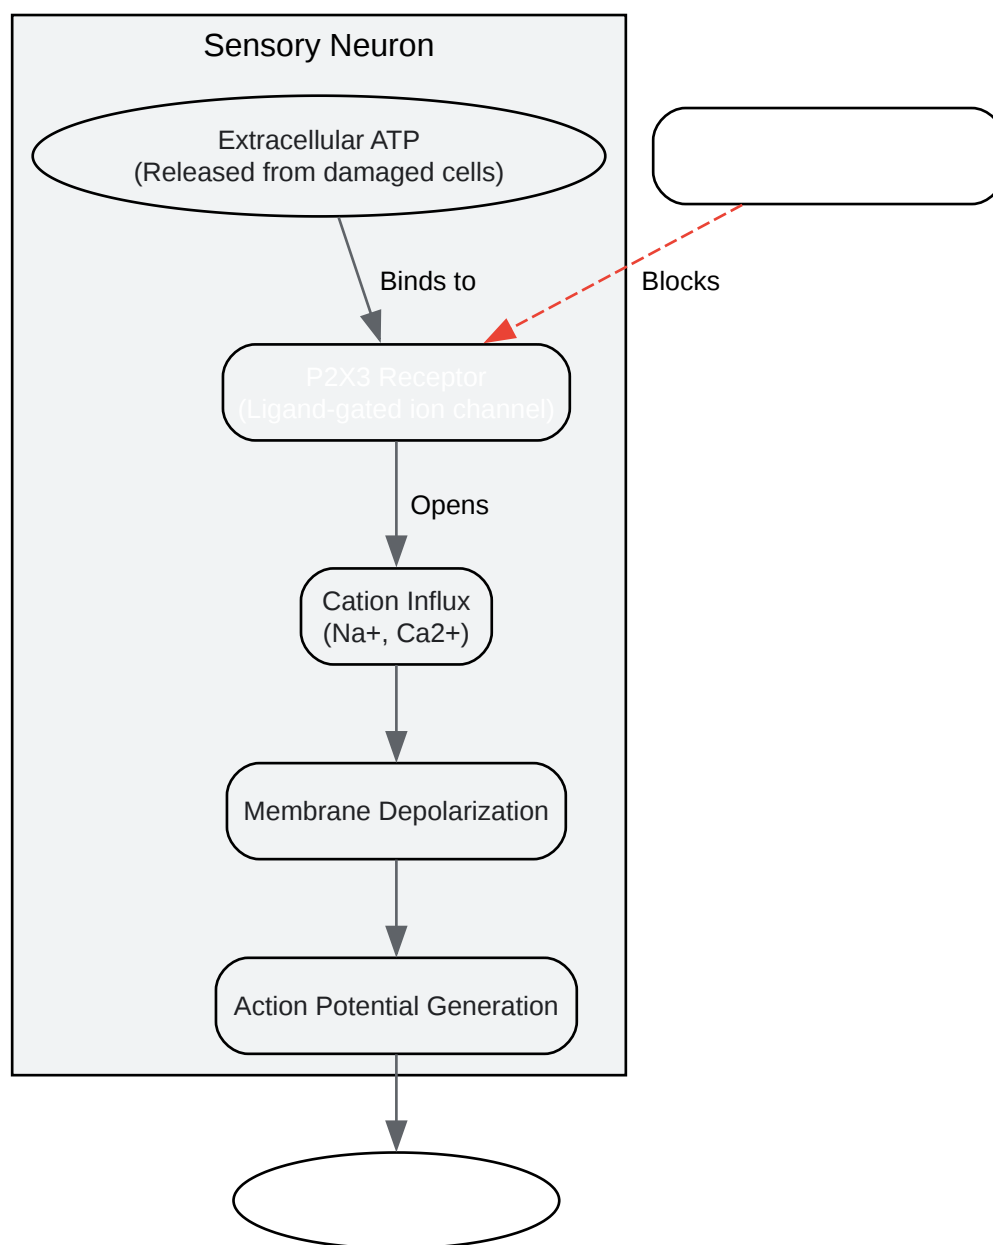 Sensory Neuron
Extracellular ATP
(Released from damaged cells)
Binds to
Blocks
P2X3 Receptor
(Ligand-gated ion channel)
Opens
Cation Influx
(Na+, Ca2+)
Membrane Depolarization
Action Potential Generation